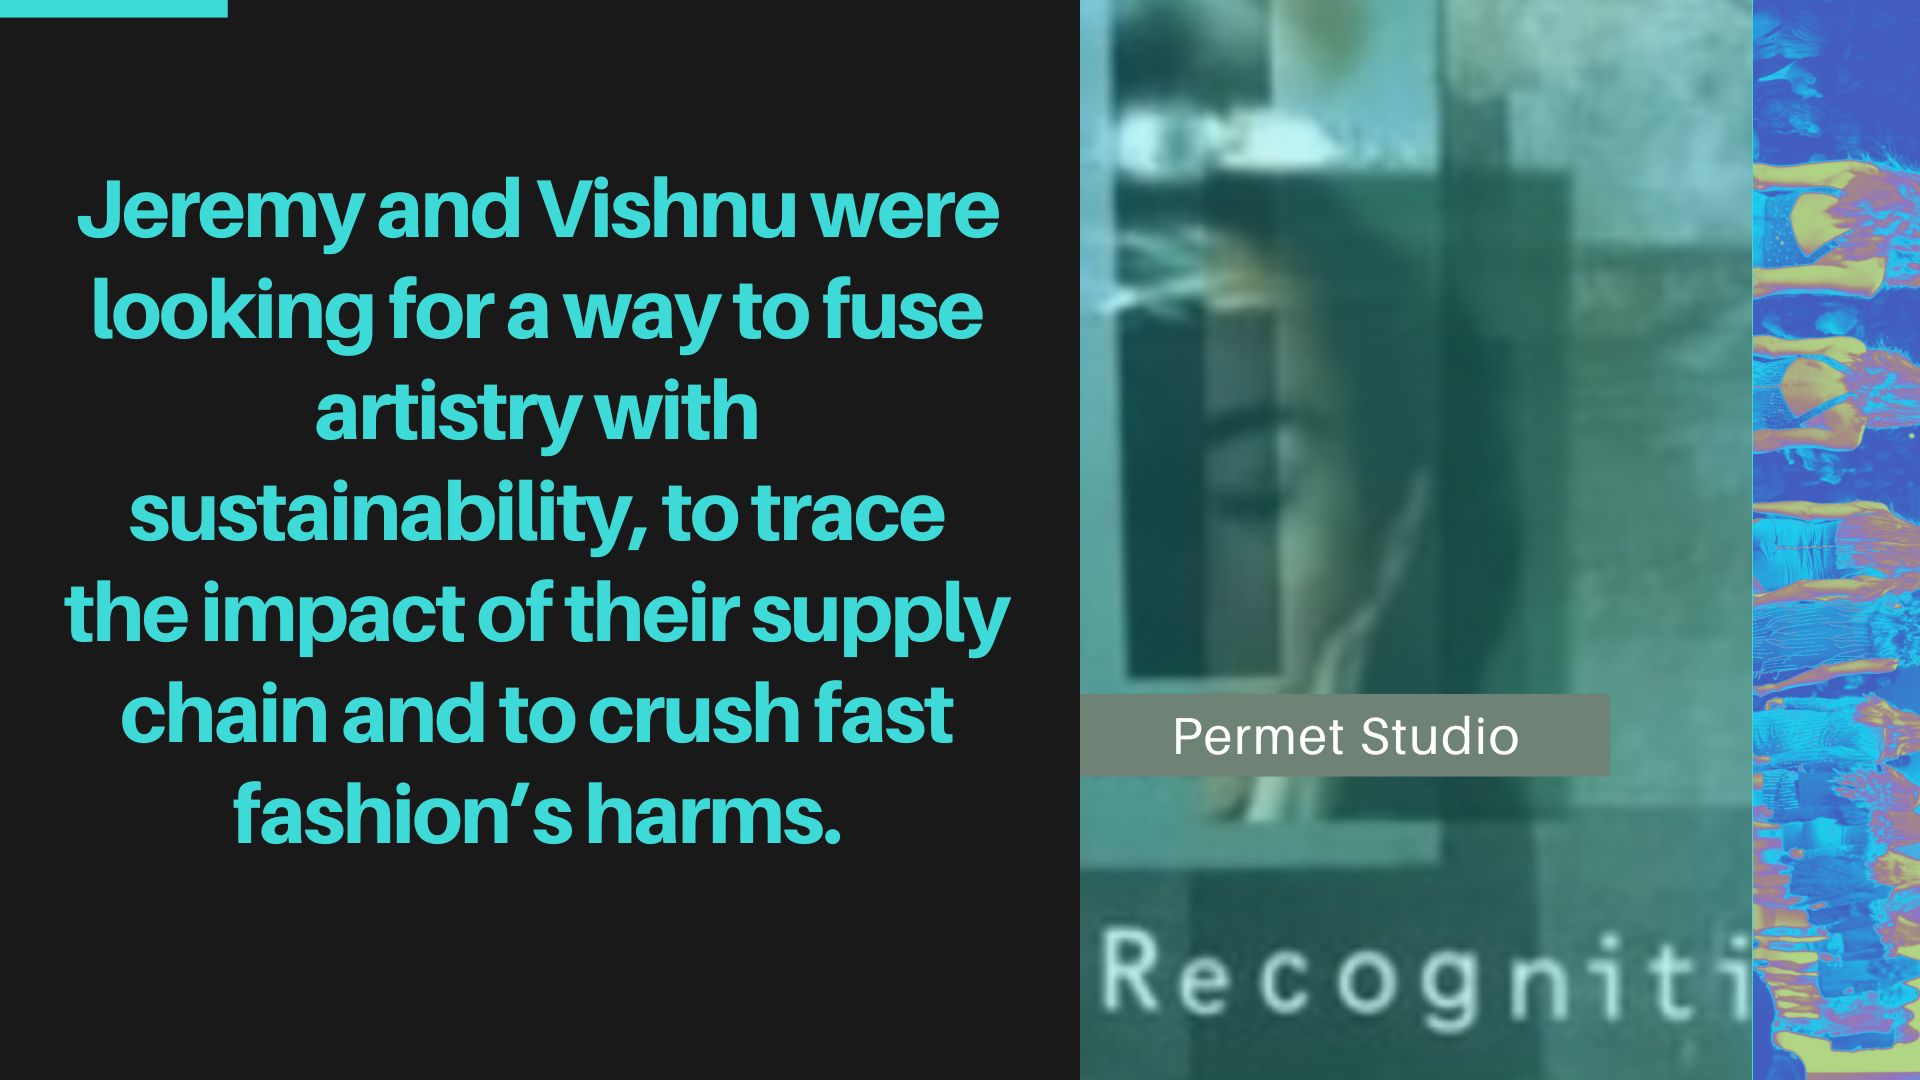 Jeremy and Vishnu were
looking for a way to fuse
artistry with
sustainability, to trace
the impact of their supply
chain and to crush fast
fashion’s harms.
Permet Studio
Recogniti